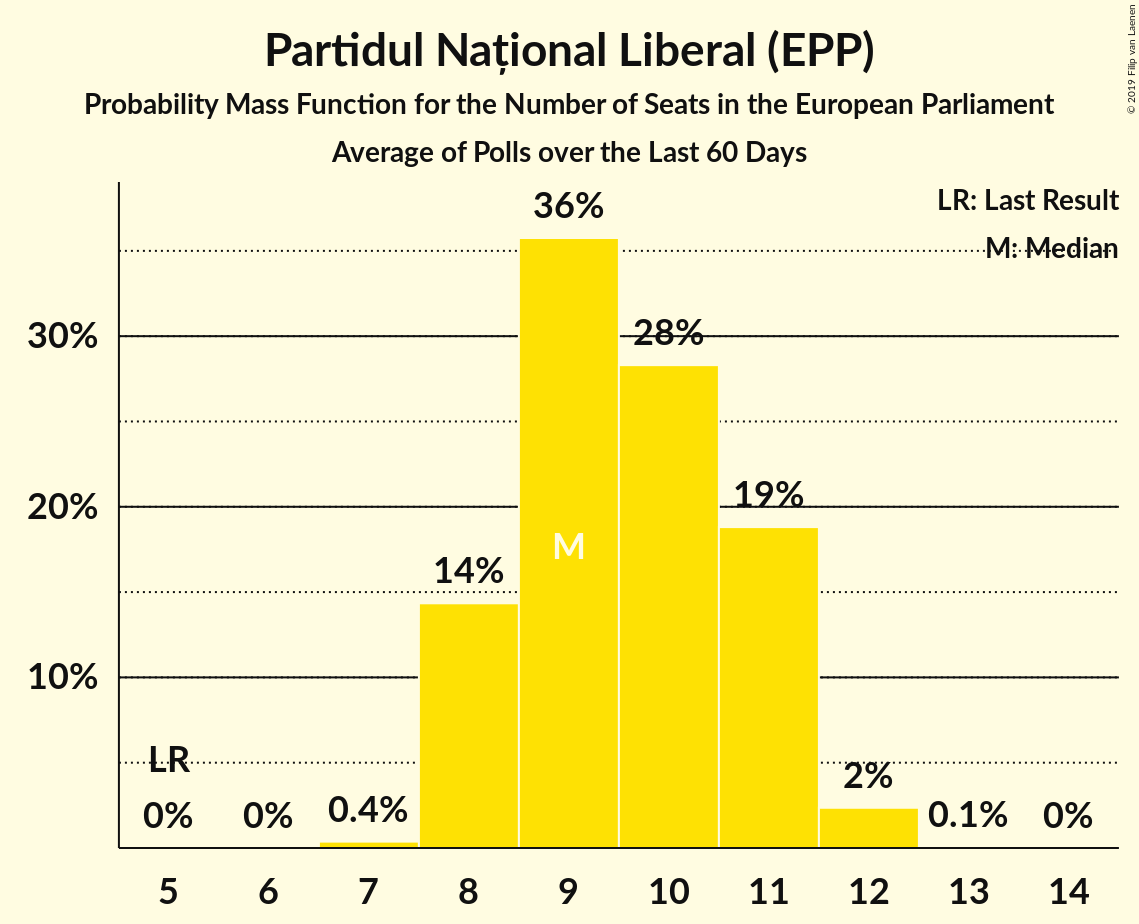 Partidul Național Liberal (EPP)
Probability Mass Function for the Number of Seats in the European Parliament
Average of Polls over the Last 60 Days
© 2019 Filip van Laenen
LR: Last Result
M: Median
36%
30%
28%
20%
19%
M
14%
10%
LR
0%
0%
0.4%
2%
0.1%
0%
5 6 7 8 9 10 11 12 13 14